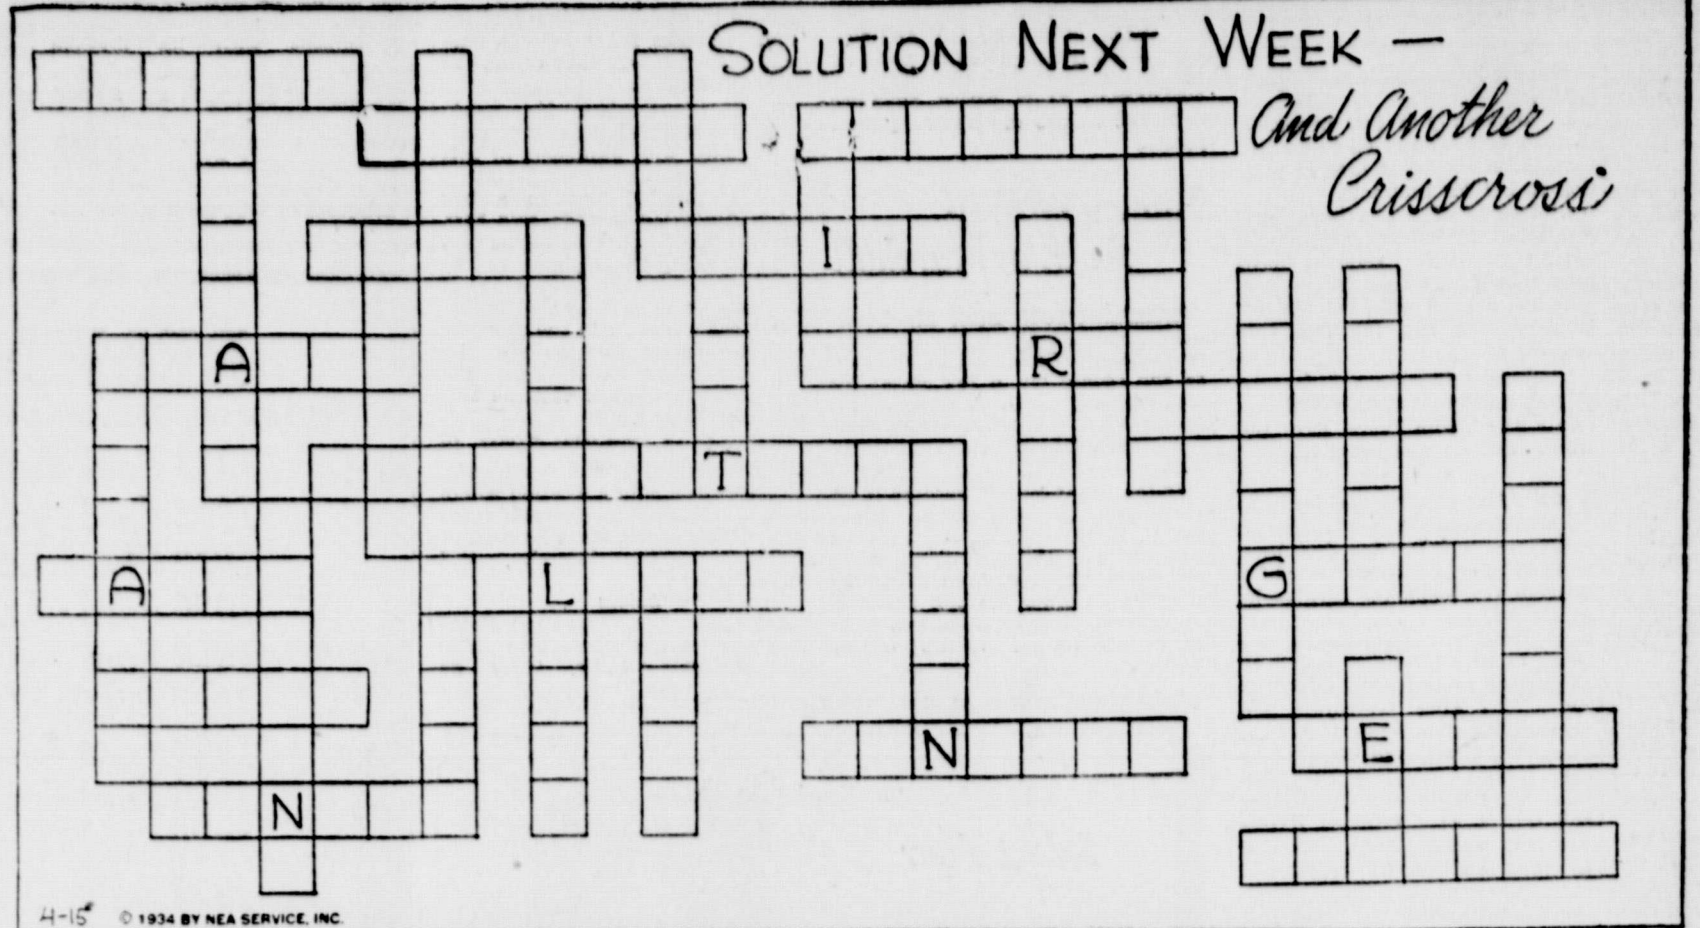 SOLUTION NEXT WEEK —
And Another
Crisscross
I
A R
T
A L G
N E
N
4-15 © 1934 BY NEA SERVICE, INC.